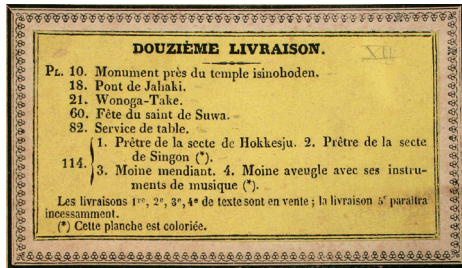 DOUZIÈME LIVRAISON.
XII
PL. 10. Monument près du temple isinohoden.
18. Pont de Jahaki.
21. Wonoga-Take.
60. Fête du saint de Suwa.
82. Service de table.
114. { 1. Prêtre de la secte de Hokkesju. 2. Prêtre de la secte
de Singon (*).
3. Moine mendiant. 4. Moine aveugle avec ses instru-
ments de musique (*).
Les livraisons 1re, 2e, 3e, 4e de texte sont en vente ; la livraison 5e paraîtra
incessamment.
(*) Cette planche est coloriée.